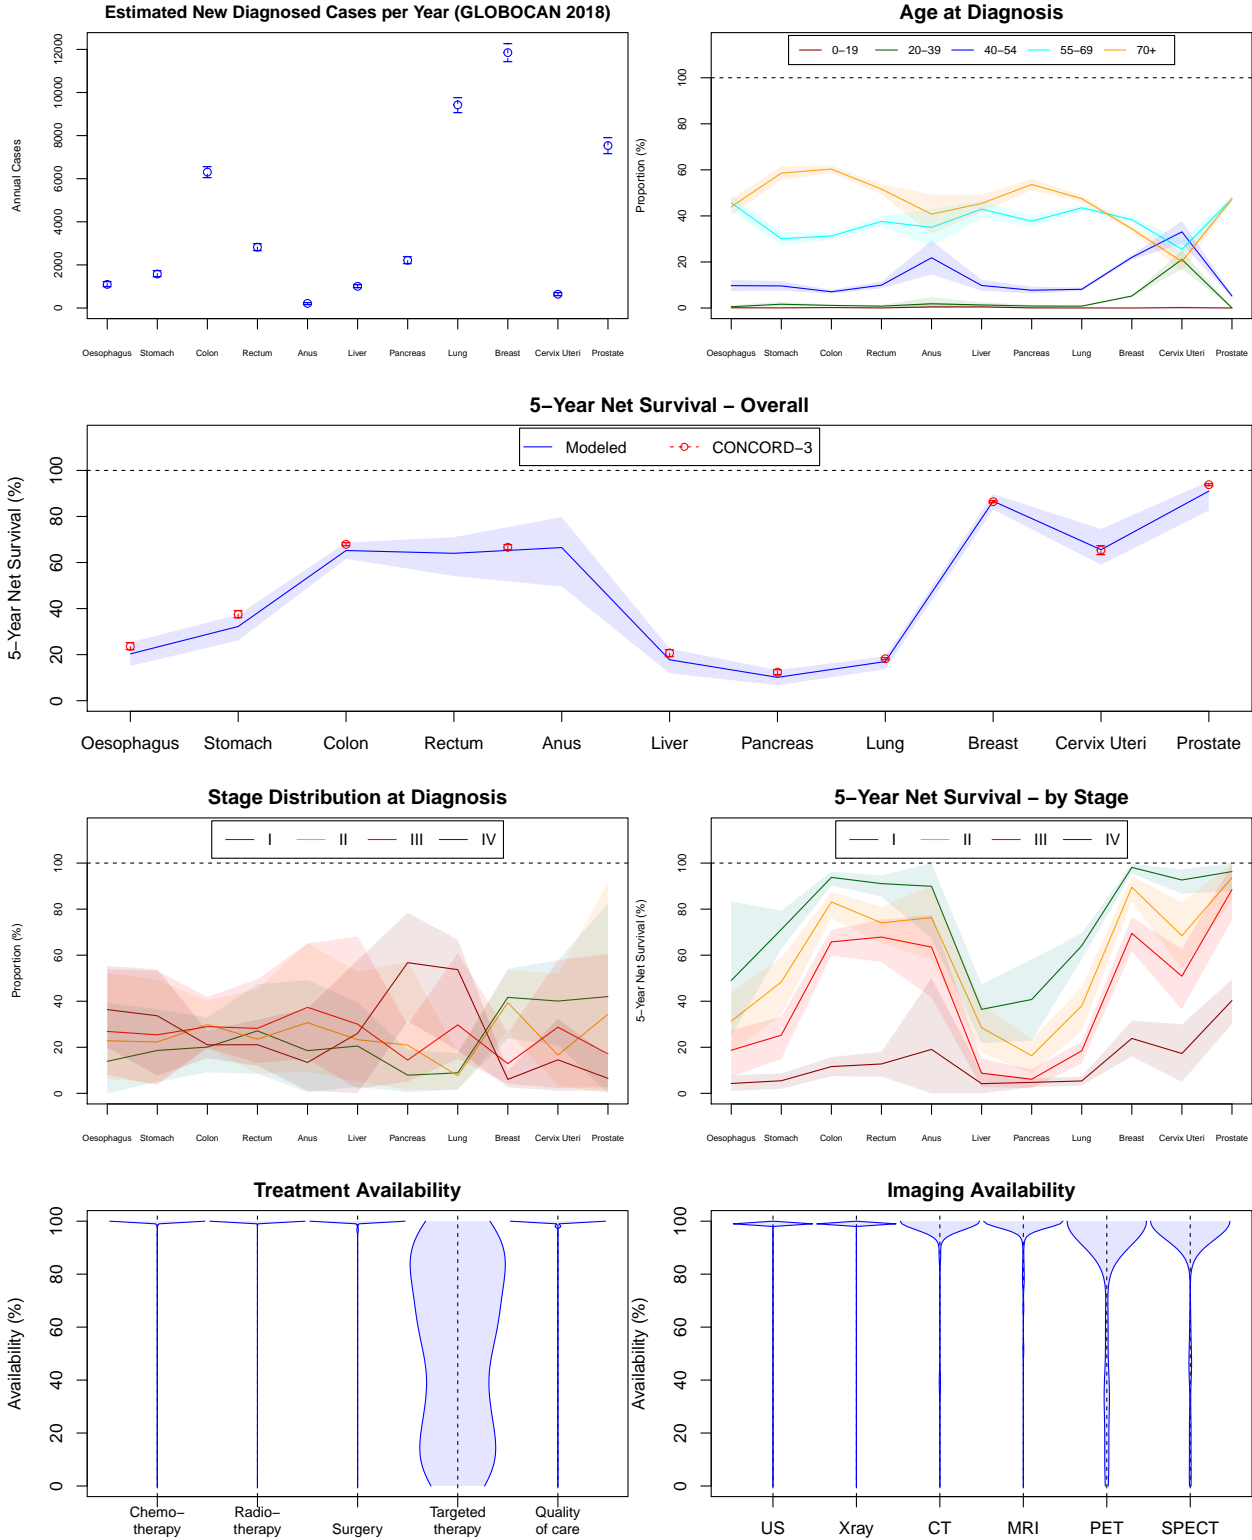 Estimated New Diagnosed Cases per Year (GLOBOCAN 2018)
Annual Cases
0 2000 4000 6000 8000 10000 12000
Oesophagus Stomach Colon Rectum Anus Liver Pancreas Lung Breast Cervix Uteri Prostate
Age at Diagnosis
0−19 20−39 40−54 55−69 70+
Proportion (%)
0 20 40 60 80 100
Oesophagus Stomach Colon Rectum Anus Liver Pancreas Lung Breast Cervix Uteri Prostate
5−Year Net Survival − Overall
Modeled CONCORD−3
5−Year Net Survival (%)
0 20 40 60 80 100
Oesophagus Stomach Colon Rectum Anus Liver Pancreas Lung Breast Cervix Uteri Prostate
Stage Distribution at Diagnosis
I II III IV
Proportion (%)
0 20 40 60 80 100
Oesophagus Stomach Colon Rectum Anus Liver Pancreas Lung Breast Cervix Uteri Prostate
5−Year Net Survival − by Stage
I II III IV
5−Year Net Survival (%)
0 20 40 60 80 100
Oesophagus Stomach Colon Rectum Anus Liver Pancreas Lung Breast Cervix Uteri Prostate
Treatment Availability
Availability (%)
0 20 40 60 80 100
Chemo− Radio− Targeted Quality
therapy therapy Surgery therapy of care
Imaging Availability
Availability (%)
0 20 40 60 80 100
US Xray CT MRI PET SPECT